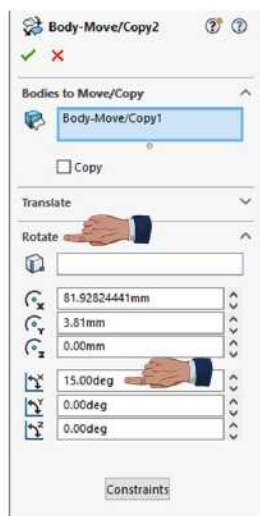 Body-Move/Copy2
Bodies to Move/Copy
Body-Move/Copy1
Copy
Translate
Rotate
81.92824441mm
3.81mm
0.00mm
15.00deg
0.00deg
0.00deg
Constraints